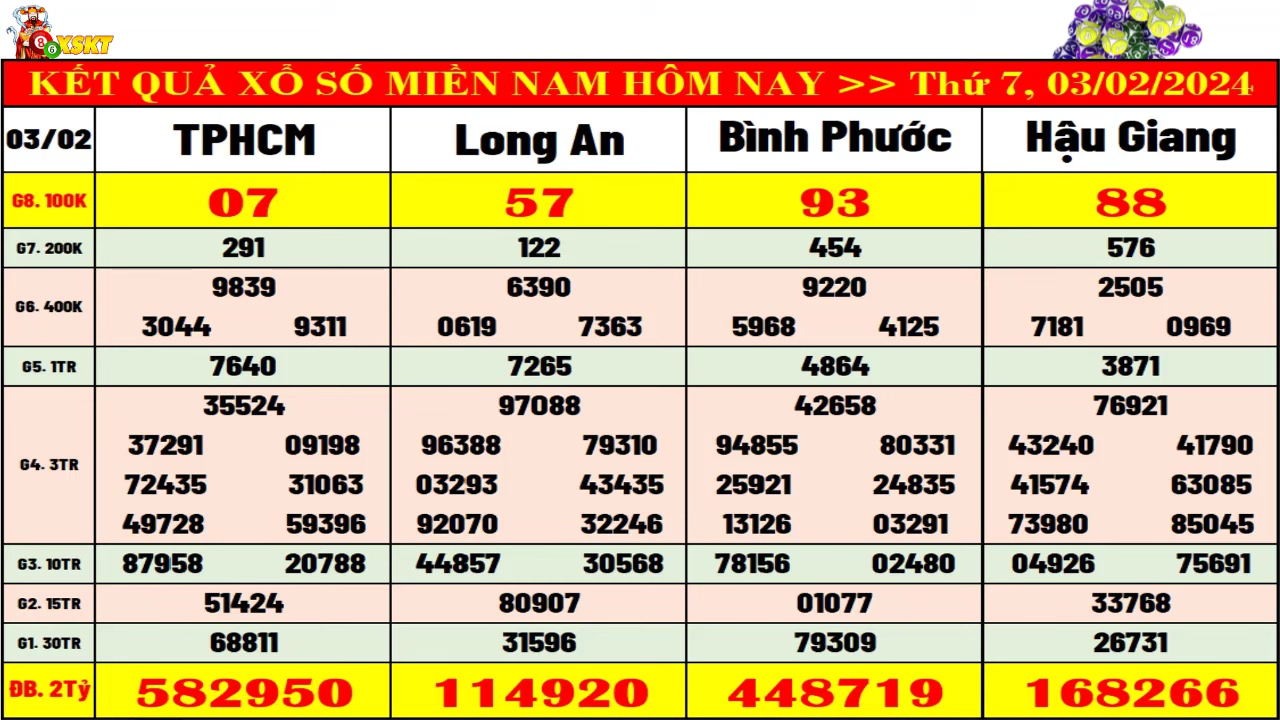 XSKT
KẾT QUẢ XỔ SỐ MIỀN NAM HÔM NAY >> Thứ 7, 03/02/2024
03/02 TPHCM Long An Bình Phước Hậu Giang
G8. 100K 07 57 93 88
G7. 200K 291 122 454 576
9839 6390 9220 2505
G6. 400K
3044 9311 0619 7363 5968 4125 7181 0969
G5. 1TR 7640 7265 4864 3871
35524 97088 42658 76921
37291 09198 96388 79310 94855 80331 43240 41790
G4. 3TR
72435 31063 03293 43435 25921 24835 41574 63085
49728 59396 92070 32246 13126 03291 73980 85045
G3. 10TR 87958 20788 44857 30568 78156 02480 04926 75691
G2. 15TR 51424 80907 01077 33768
G1. 30TR 68811 31596 79309 26731
ĐB. 2Tỷ 582950 114920 448719 168266